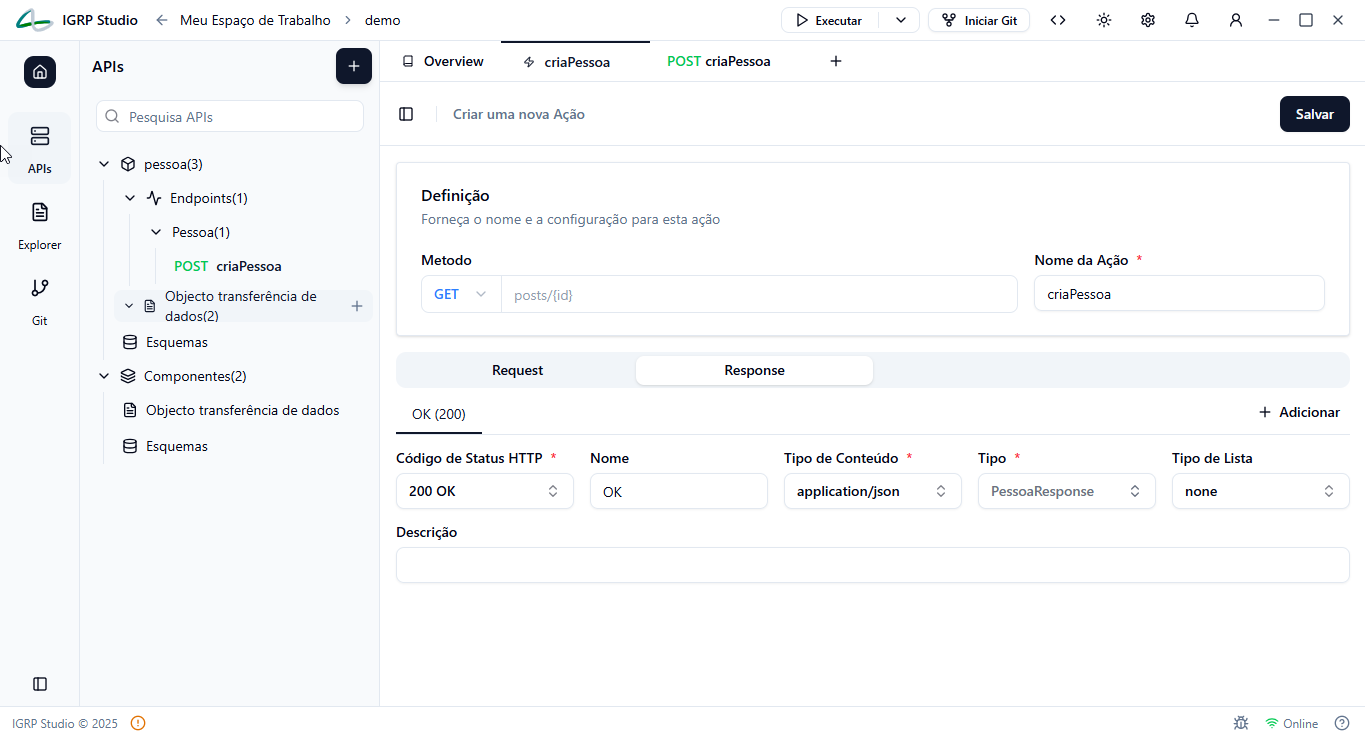 IGRP Studio
Meu Espaço de Trabalho
demo
Executar
Iniciar Git
APIs
Explorer
Git
APIs
Pesquisa APIs
pessoa(3)
Endpoints(1)
Pessoa(1)
POST criaPessoa
Objecto transferência de
dados(2)
Esquemas
Componentes(2)
Objecto transferência de dados
Esquemas
Overview
criaPessoa
POST criaPessoa
Criar uma nova Ação
Salvar
Definição
Forneça o nome e a configuração para esta ação
Metodo
Nome da Ação *
GET
posts/{id}
criaPessoa
Request
Response
OK (200)
Adicionar
Código de Status HTTP *
Nome
Tipo de Conteúdo *
Tipo *
Tipo de Lista
200 OK
OK
application/json
PessoaResponse
none
Descrição
IGRP Studio © 2025
Online